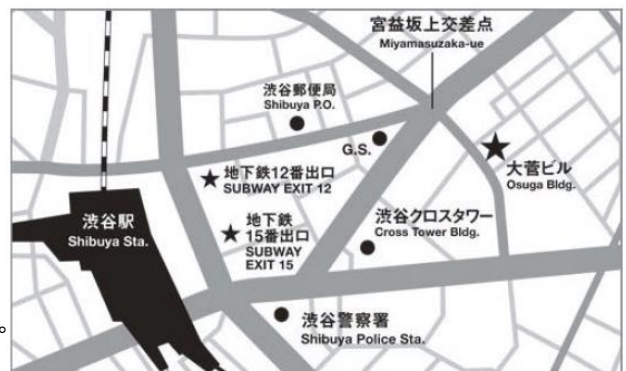 宮益坂上交差点
Miyamasuzaka-ue
渋谷郵便局
Shibuya P.O.
G.S.
大菅ビル
Osuga Bldg.
地下鉄12番出口
SUBWAY EXIT 12
渋谷駅
Shibuya Sta.
地下鉄
15番出口
SUBWAY
EXIT 15
渋谷クロスタワー
Cross Tower Bldg.
渋谷警察署
Shibuya Police Sta.
。